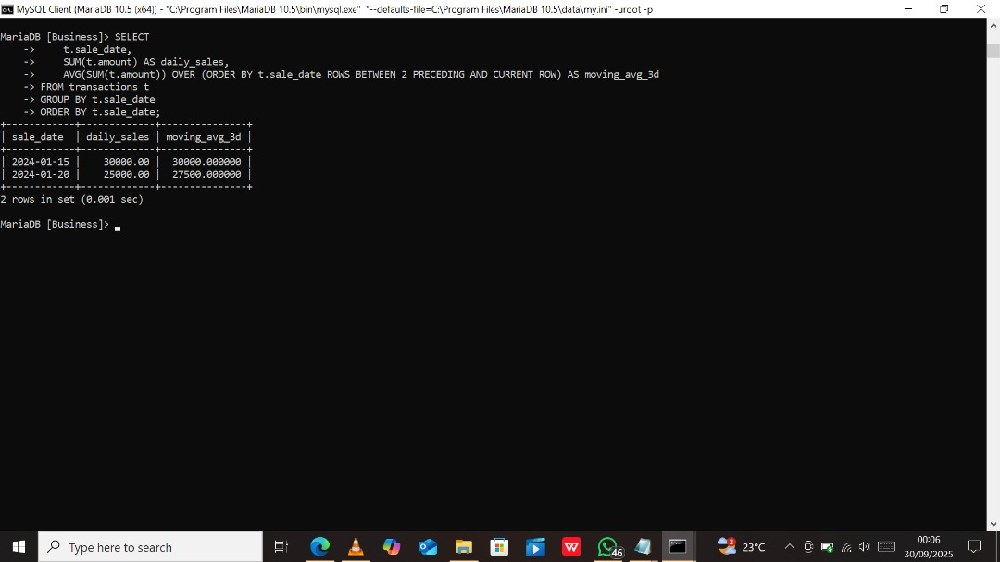 MySQL Client (MariaDB 10.5 (x64)) - "C:\Program Files\MariaDB 10.5\bin\mysql.exe" "--defaults-file=C:\Program Files\MariaDB 10.5\data\my.ini" -uroot -p
MariaDB [Business]> SELECT
    ->     t.sale_date,
    ->     SUM(t.amount) AS daily_sales,
    ->     AVG(SUM(t.amount)) OVER (ORDER BY t.sale_date ROWS BETWEEN 2 PRECEDING AND CURRENT ROW) AS moving_avg_3d
    -> FROM transactions t
    -> GROUP BY t.sale_date
    -> ORDER BY t.sale_date;
+------------+-------------+---------------+
| sale_date  | daily_sales | moving_avg_3d |
+------------+-------------+---------------+
| 2024-01-15 |    30000.00 |  30000.000000 |
| 2024-01-20 |    25000.00 |  27500.000000 |
+------------+-------------+---------------+
2 rows in set (0.001 sec)
MariaDB [Business]>
Type here to search
W
46
2
23°C
00:06
30/09/2025